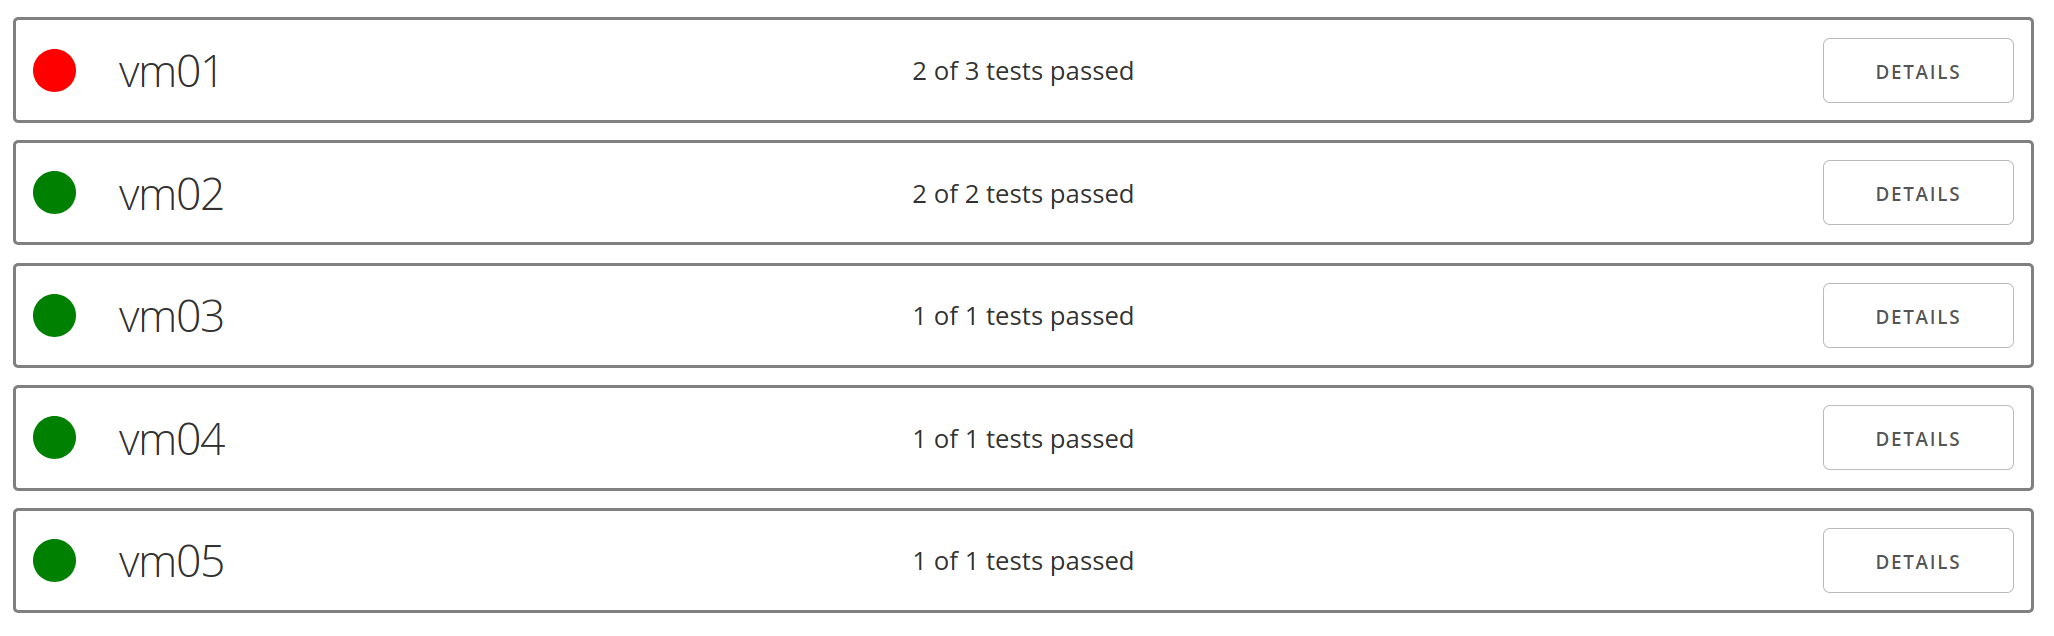 vm01 2 of 3 tests passed DETAILS
vm02 2 of 2 tests passed DETAILS
vm03 1 of 1 tests passed DETAILS
vm04 1 of 1 tests passed DETAILS
vm05 1 of 1 tests passed DETAILS